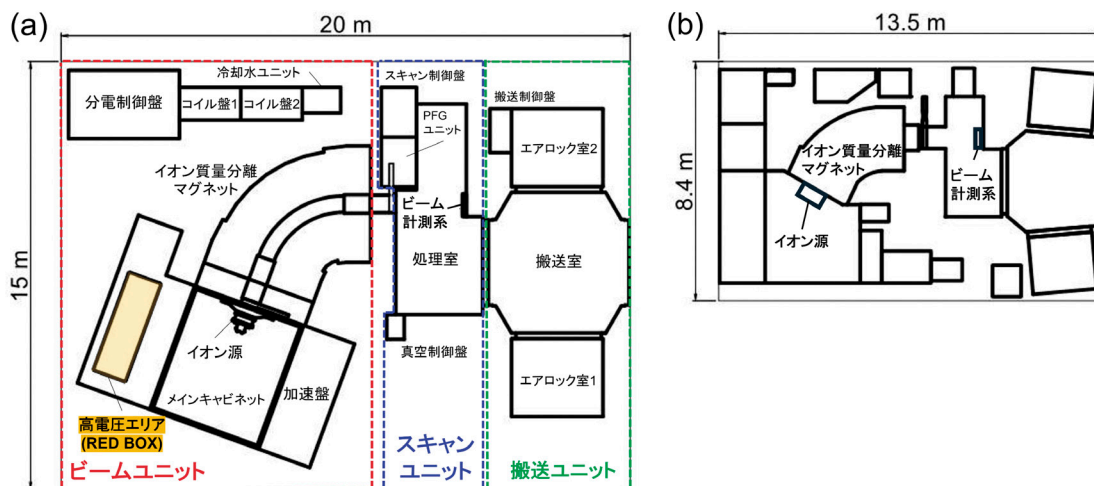 (a)
20 m
15 m
冷却水ユニット
分電制御盤
コイル盤1
コイル盤2
スキャン制御盤
PFG
ユニット
搬送制御盤
エアロック室2
イオン質量分離
マグネット
ビーム
計測系
処理室
搬送室
イオン源
真空制御盤
メインキャビネット
加速盤
エアロック室1
高電圧エリア
(RED BOX)
ビームユニット
スキャン
ユニット
搬送ユニット
(b)
13.5 m
8.4 m
イオン質量分離
マグネット
ビーム
計測系
イオン源